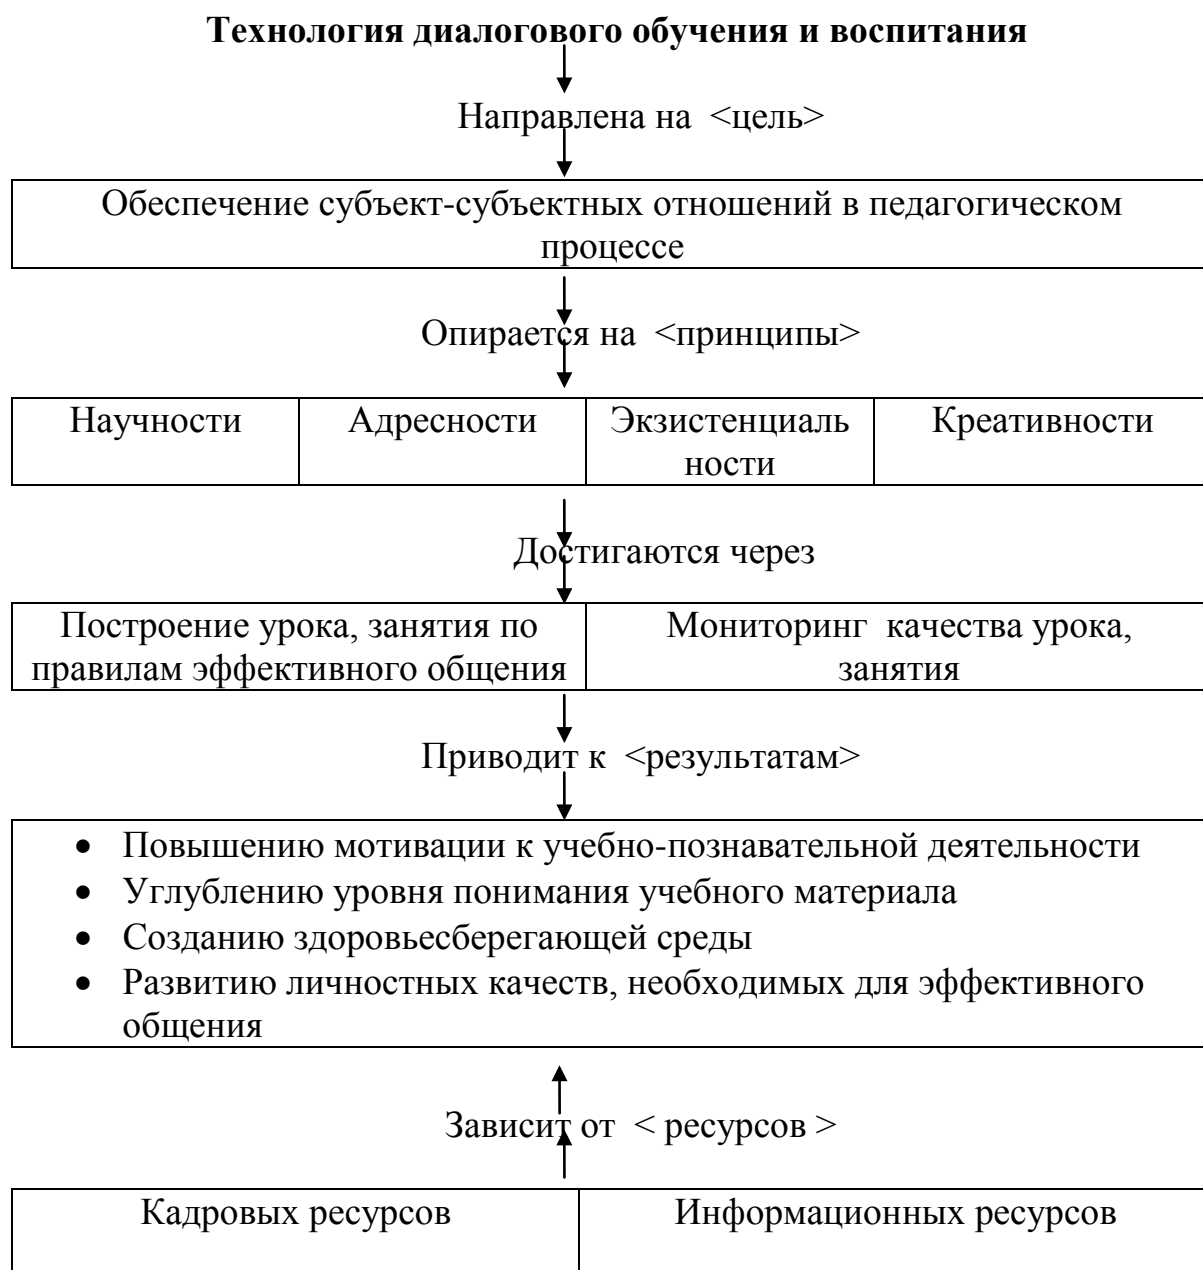 Технология диалогового обучения и воспитания
Направлена на <цель>
Обеспечение субъект-субъектных отношений в педагогическом
процессе
Опирается на <принципы>
Научности Адресности Экзистенциаль Креативности
ности
Достигаются через
Построение урока, занятия по Мониторинг качества урока,
правилам эффективного общения занятия
Приводит к <результатам>
• Повышению мотивации к учебно-познавательной деятельности
• Углублению уровня понимания учебного материала
• Созданию здоровьесберегающей среды
• Развитию личностных качеств, необходимых для эффективного
общения
Зависит от < ресурсов >
Кадровых ресурсов Информационных ресурсов